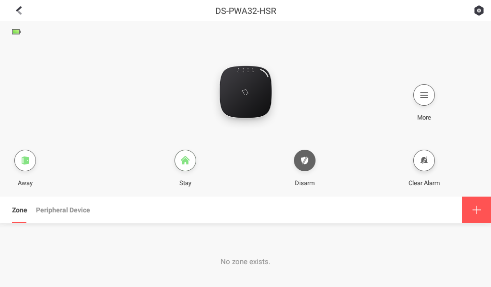 DS-PWA32-HSR
More
Away
Stay
Disarm
Clear Alarm
Zone
Peripheral Device
No zone exists.